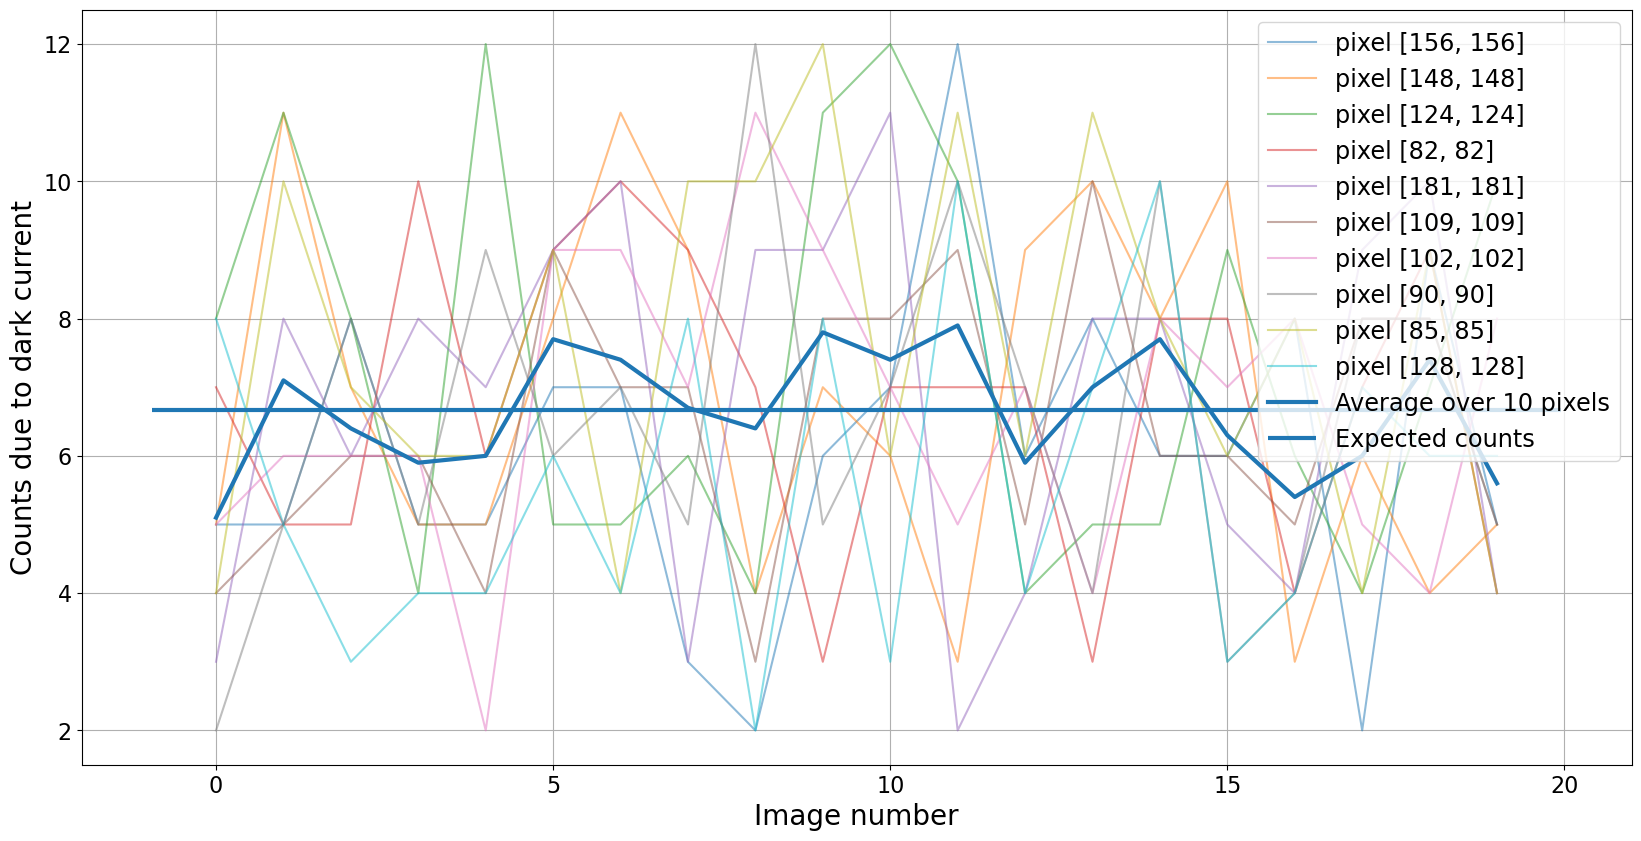 12
10
8
6
4
2
Counts due to dark current
0
5
10
15
20
Image number
pixel [156, 156]
pixel [148, 148]
pixel [124, 124]
pixel [82, 82]
pixel [181, 181]
pixel [109, 109]
pixel [102, 102]
pixel [90, 90]
pixel [85, 85]
pixel [128, 128]
Average over 10 pixels
Expected counts